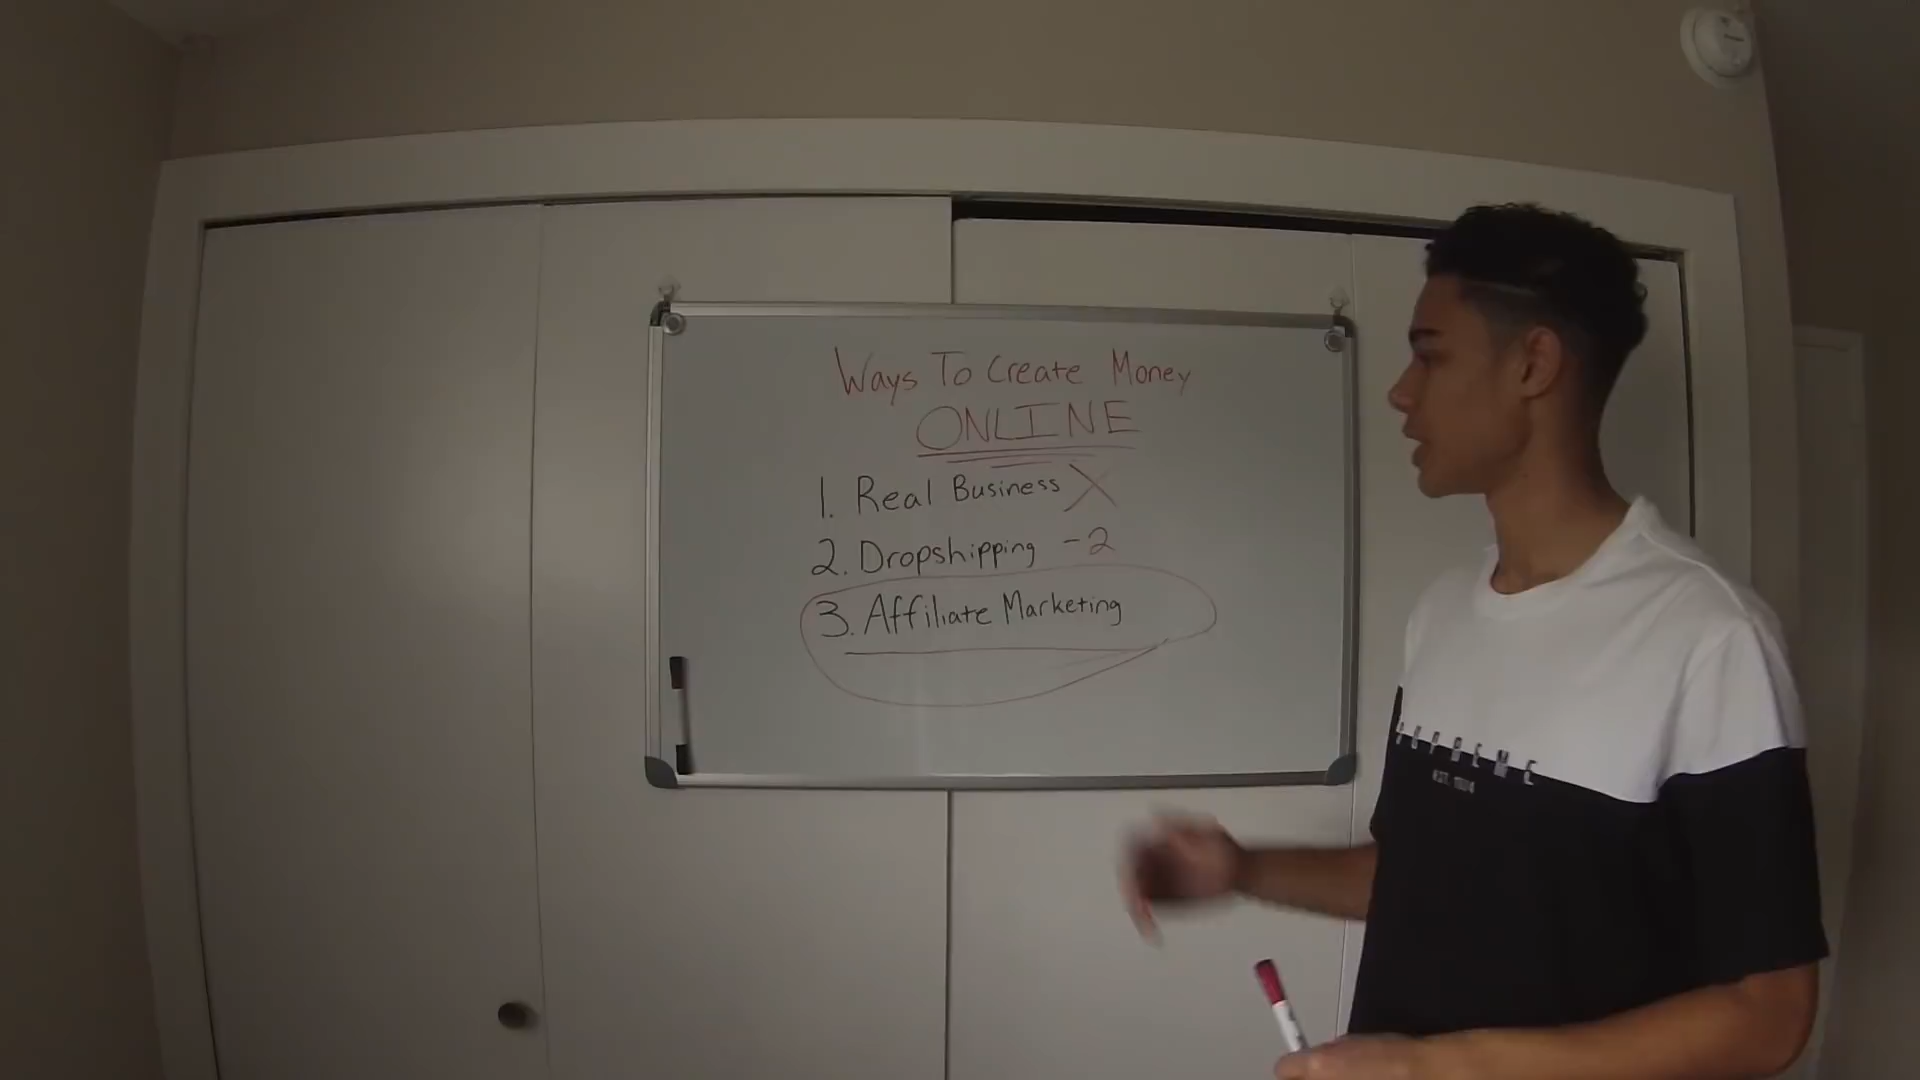 Ways To Create Money
ONLINE
1. Real Business X
2. Dropshipping -2
3. Affiliate Marketing